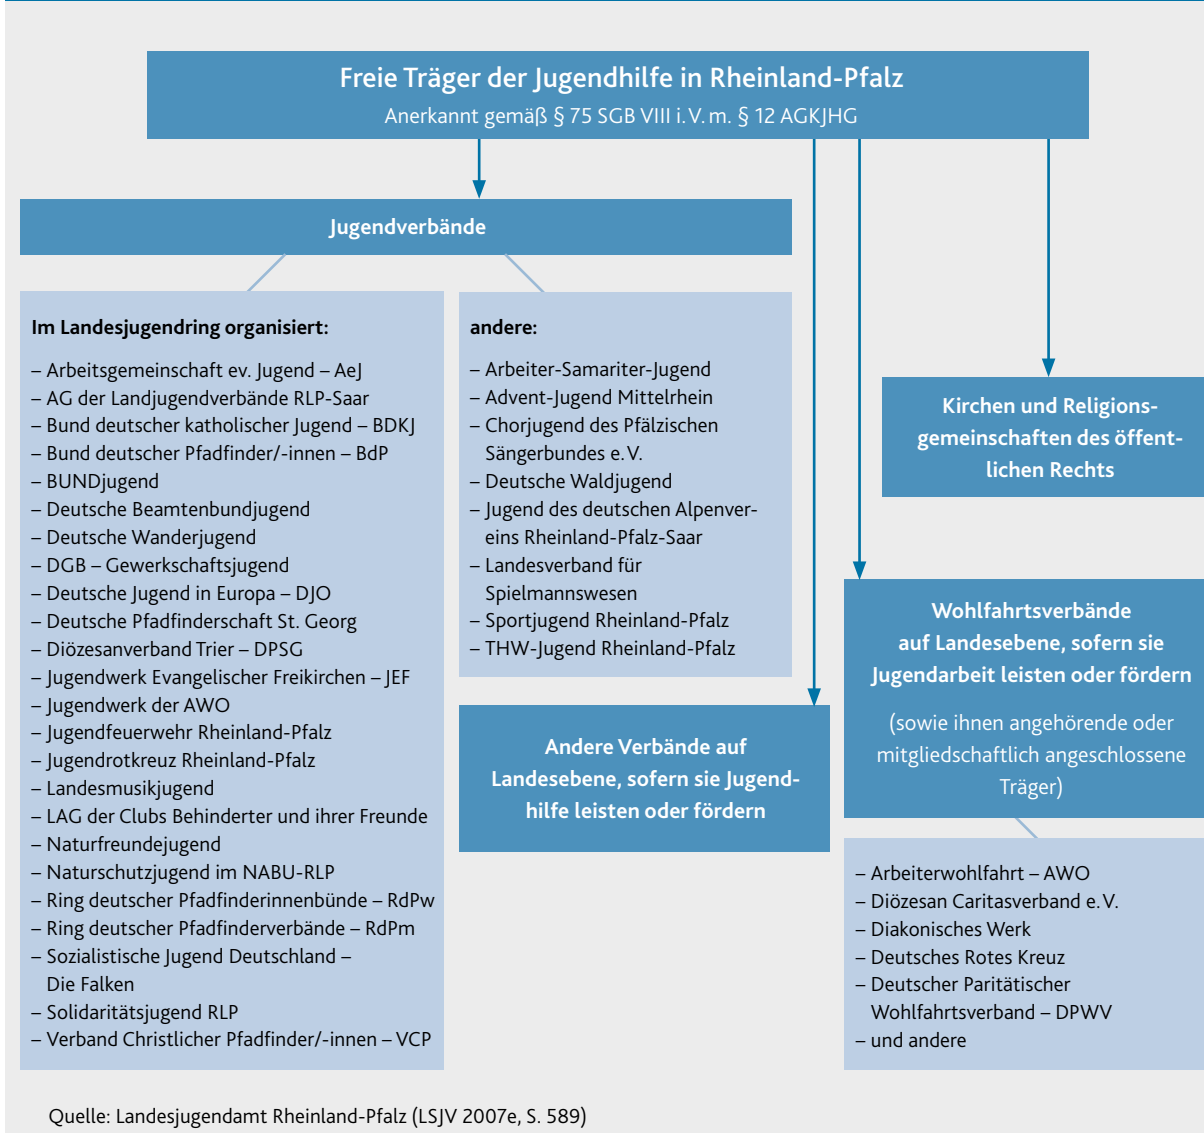 Freie Träger der Jugendhilfe in Rheinland-Pfalz
Anerkannt gemäß § 75 SGB VIII i. V. m. § 12 AGKJHG
Jugendverbände
Im Landesjugendring organisiert:
– Arbeitsgemeinschaft ev. Jugend – AeJ
– AG der Landjugendverbände RLP-Saar
– Bund deutscher katholischer Jugend – BDKJ
– Bund deutscher Pfadfinder/-innen – BdP
– BUNDjugend
– Deutsche Beamtenbundjugend
– Deutsche Wanderjugend
– DGB – Gewerkschaftsjugend
– Deutsche Jugend in Europa – DJO
– Deutsche Pfadfinderschaft St. Georg
– Diözesanverband Trier – DPSG
– Jugendwerk Evangelischer Freikirchen – JEF
– Jugendwerk der AWO
– Jugendfeuerwehr Rheinland-Pfalz
– Jugendrotkreuz Rheinland-Pfalz
– Landesmusikjugend
– LAG der Clubs Behinderter und ihrer Freunde
– Naturfreundejugend
– Naturschutzjugend im NABU-RLP
– Ring deutscher Pfadfinderinnenbünde – RdPw
– Ring deutscher Pfadfinderverbände – RdPm
– Sozialistische Jugend Deutschland –
Die Falken
– Solidaritätsjugend RLP
– Verband Christlicher Pfadfinder/-innen – VCP
andere:
– Arbeiter-Samariter-Jugend
– Advent-Jugend Mittelrhein
– Chorjugend des Pfälzischen
Sängerbundes e. V.
– Deutsche Waldjugend
– Jugend des deutschen Alpenver-
eins Rheinland-Pfalz-Saar
– Landesverband für
Spielmannswesen
– Sportjugend Rheinland-Pfalz
– THW-Jugend Rheinland-Pfalz
Andere Verbände auf
Landesebene, sofern sie Jugend-
hilfe leisten oder fördern
Kirchen und Religions-
gemeinschaften des öffent-
lichen Rechts
Wohlfahrtsverbände
auf Landesebene, sofern sie
Jugendarbeit leisten oder fördern
(sowie ihnen angehörende oder
mitgliedschaftlich angeschlossene
Träger)
– Arbeiterwohlfahrt – AWO
– Diözesan Caritasverband e. V.
– Diakonisches Werk
– Deutsches Rotes Kreuz
– Deutscher Paritätischer
Wohlfahrtsverband – DPWV
– und andere
Quelle: Landesjugendamt Rheinland-Pfalz (LSJV 2007e, S. 589)